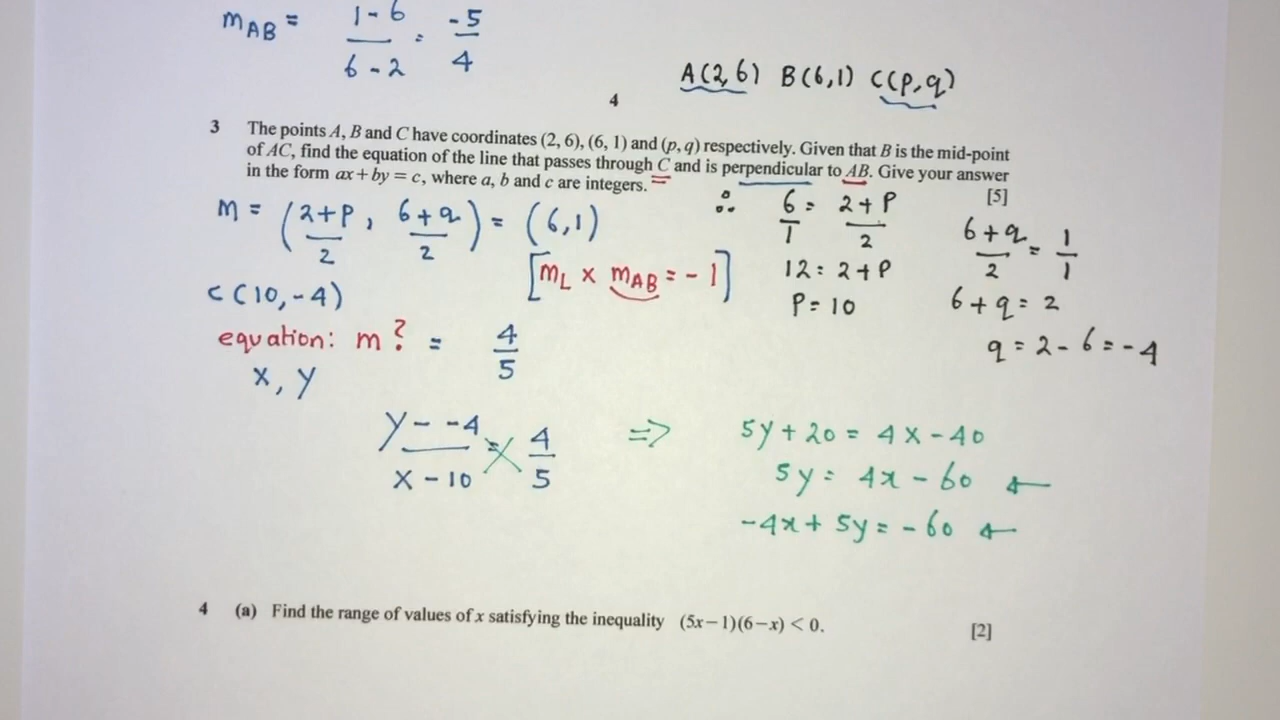 m_AB = 1-6 / 6-2 = -5 / 4
A(2,6) B(6,1) C(p,q)
4
3 The points A, B and C have coordinates (2, 6), (6, 1) and (p, q) respectively. Given that B is the mid-point
of AC, find the equation of the line that passes through C and is perpendicular to AB. Give your answer
in the form ax+by = c, where a, b and c are integers.
[5]
M = (2+P / 2, 6+q / 2) = (6,1)
∴ 6/1 = 2+P / 2
6+q / 2 = 1/1
[m_L × m_AB = -1]
12 = 2+P
C(10,-4)
P = 10
6+q = 2
equation: m? = 4/5
q = 2-6 = -4
x, y
y--4 / x-10 = 4/5
⇒ 5y+20 = 4x-40
5y = 4x-60 ←
-4x+5y = -60 ←
4 (a) Find the range of values of x satisfying the inequality (5x−1)(6−x) < 0.
[2]